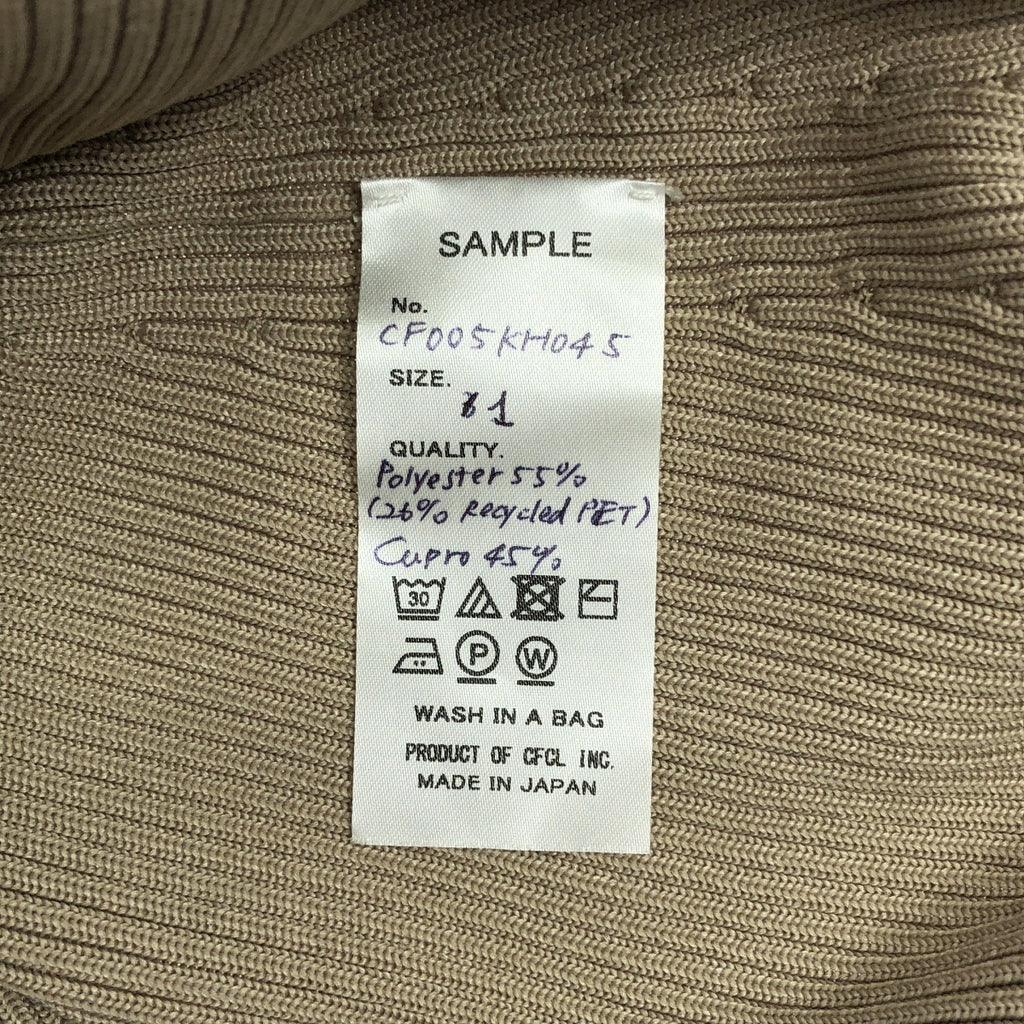 SAMPLE
No.
CF005KH045
SIZE.
1
QUALITY.
Polyester 55%
(26% Recycled PET)
Cupro 45%
30
P W
WASH IN A BAG
PRODUCT OF CFCL INC.
MADE IN JAPAN